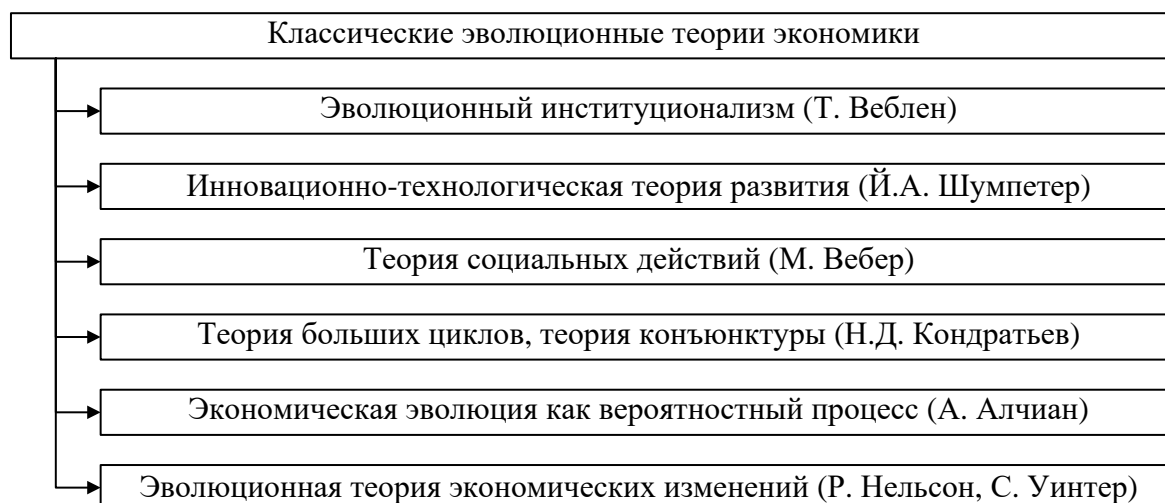 Классические эволюционные теории экономики
Эволюционный институционализм (Т. Веблен)
Инновационно-технологическая теория развития (Й.А. Шумпетер)
Теория социальных действий (М. Вебер)
Теория больших циклов, теория конъюнктуры (Н.Д. Кондратьев)
Экономическая эволюция как вероятностный процесс (А. Алчиан)
Эволюционная теория экономических изменений (Р. Нельсон, С. Уинтер)